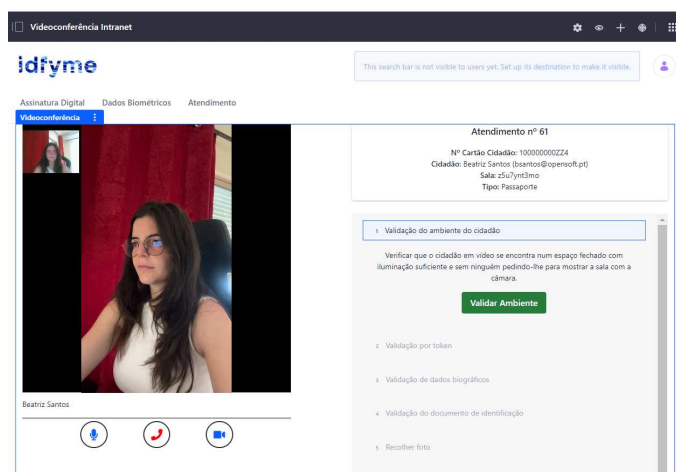 Videoconferência Intranet
idfyme
This search bar is not visible to users yet. Set up its destination to make it visible.
Assinatura Digital Dados Biométricos Atendimento
Videoconferência
Atendimento nº 61
Nº Cartão Cidadão: 100000000ZZ4
Cidadão: Beatriz Santos (bsantos@opensoft.pt)
Sala: z5u7ynt3mo
Tipo: Passaporte
1 Validação do ambiente do cidadão
Verificar que o cidadão em vídeo se encontra num espaço fechado com
iluminação suficiente e sem ninguém pedindo-lhe para mostrar a sala com a
câmara.
Validar Ambiente
2 Validação por token
3 Validação de dados biográficos
4 Validação do documento de identificação
5 Recolher foto
Beatriz Santos